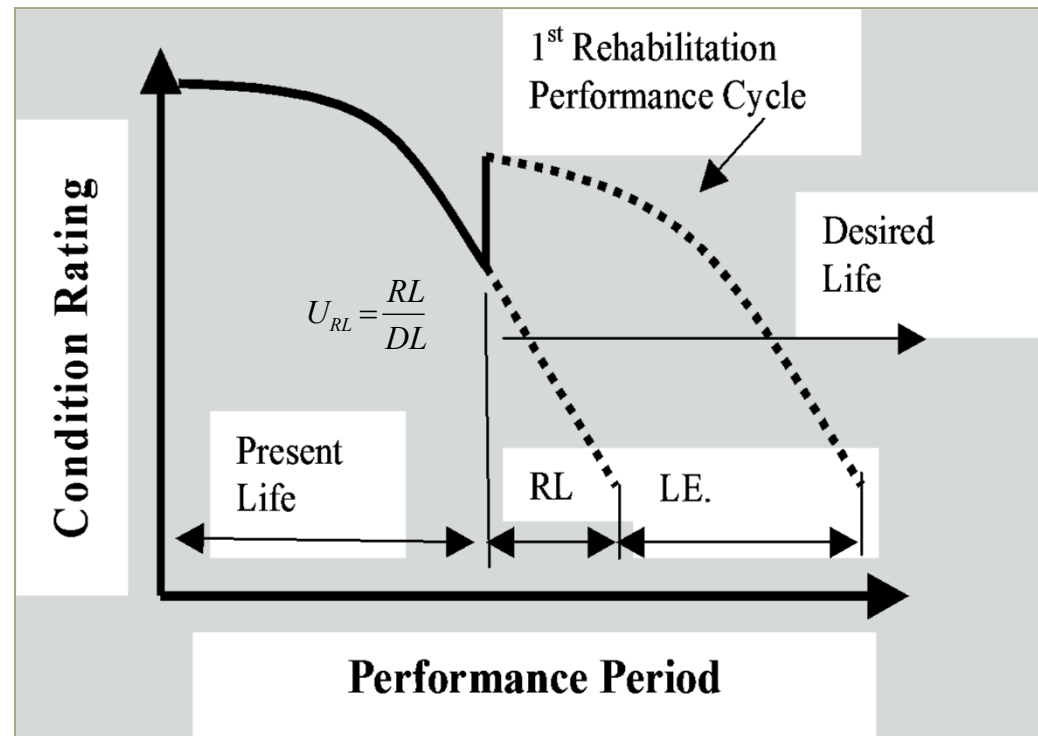 1st Rehabilitation
Performance Cycle
Desired
Life
U_RL = RL/DL
Present
Life
RL
LE.
Condition Rating
Performance Period